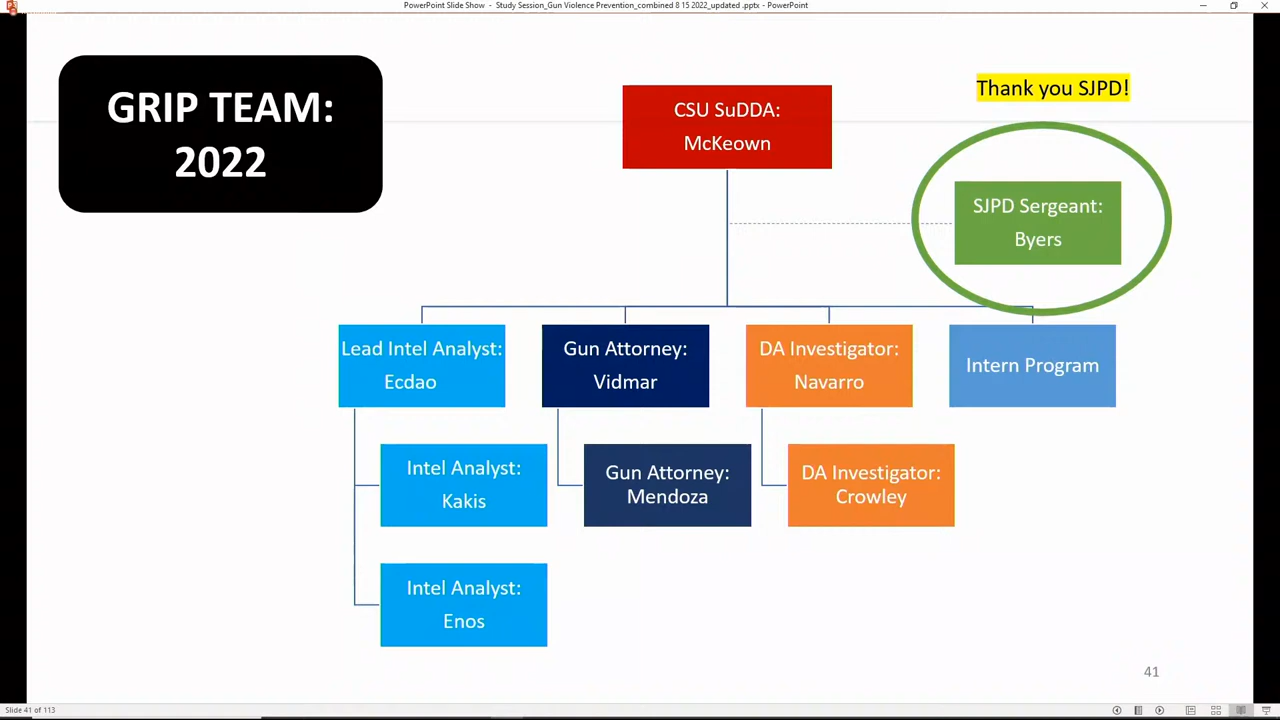 PowerPoint Slide Show - Study Session_Gun Violence Prevention_combined 8 15 2022_updated .pptx - PowerPoint
GRIP TEAM:
2022
Thank you SJPD!
CSU SuDDA:
McKeown
SJPD Sergeant:
Byers
Lead Intel Analyst:
Ecdao
Gun Attorney:
Vidmar
DA Investigator:
Navarro
Intern Program
Intel Analyst:
Kakis
Gun Attorney:
Mendoza
DA Investigator:
Crowley
Intel Analyst:
Enos
41
Slide 41 of 113